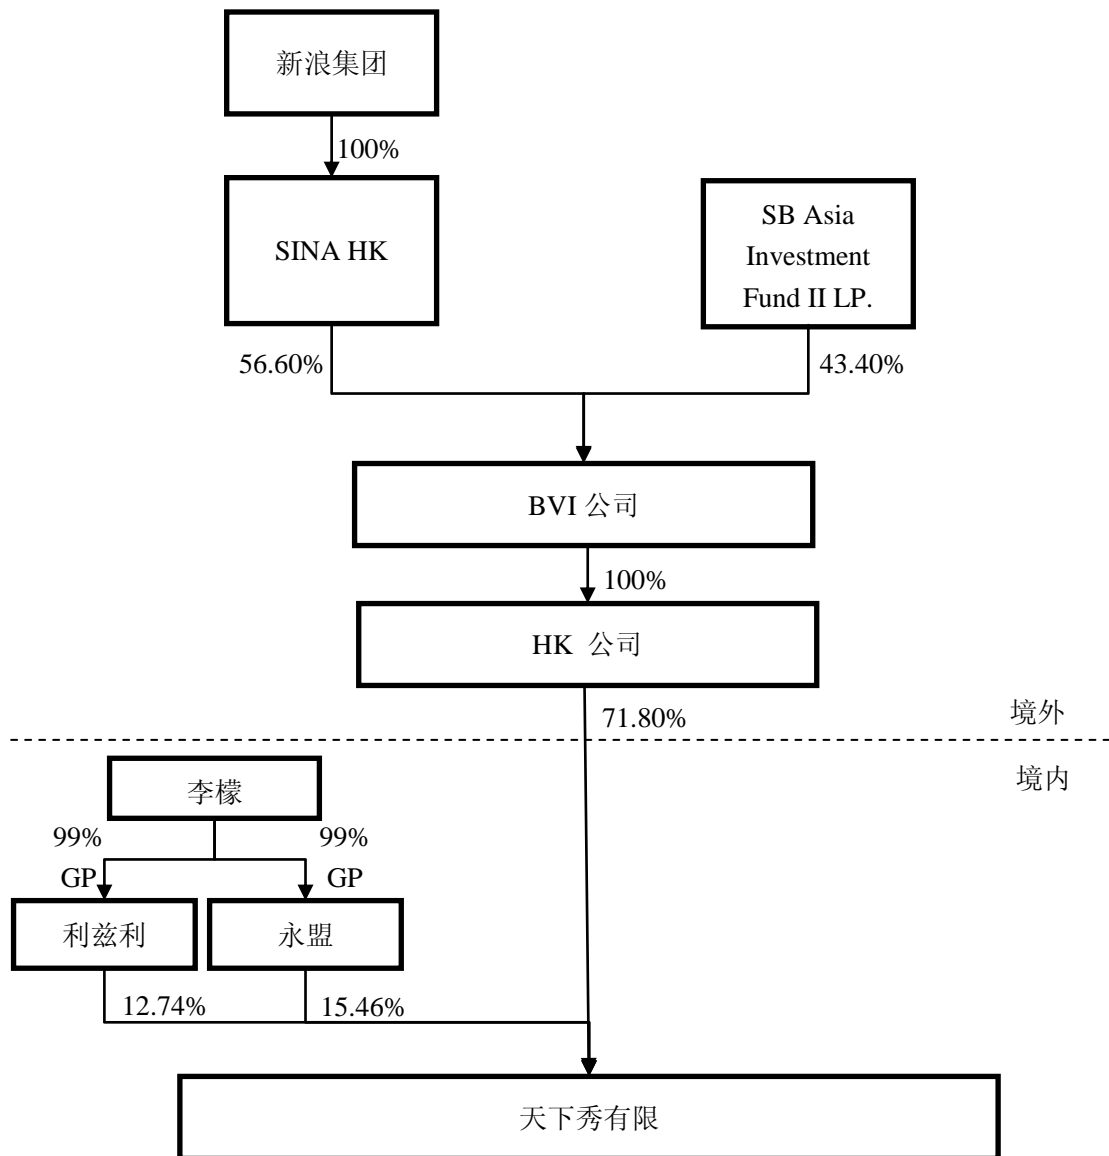 新浪集团
100%
SINA HK
SB Asia
Investment
Fund II LP.
56.60%
43.40%
BVI 公司
100%
HK 公司
71.80%
境外
境内
李檬
99%
99%
GP
GP
利兹利
永盟
12.74%
15.46%
天下秀有限